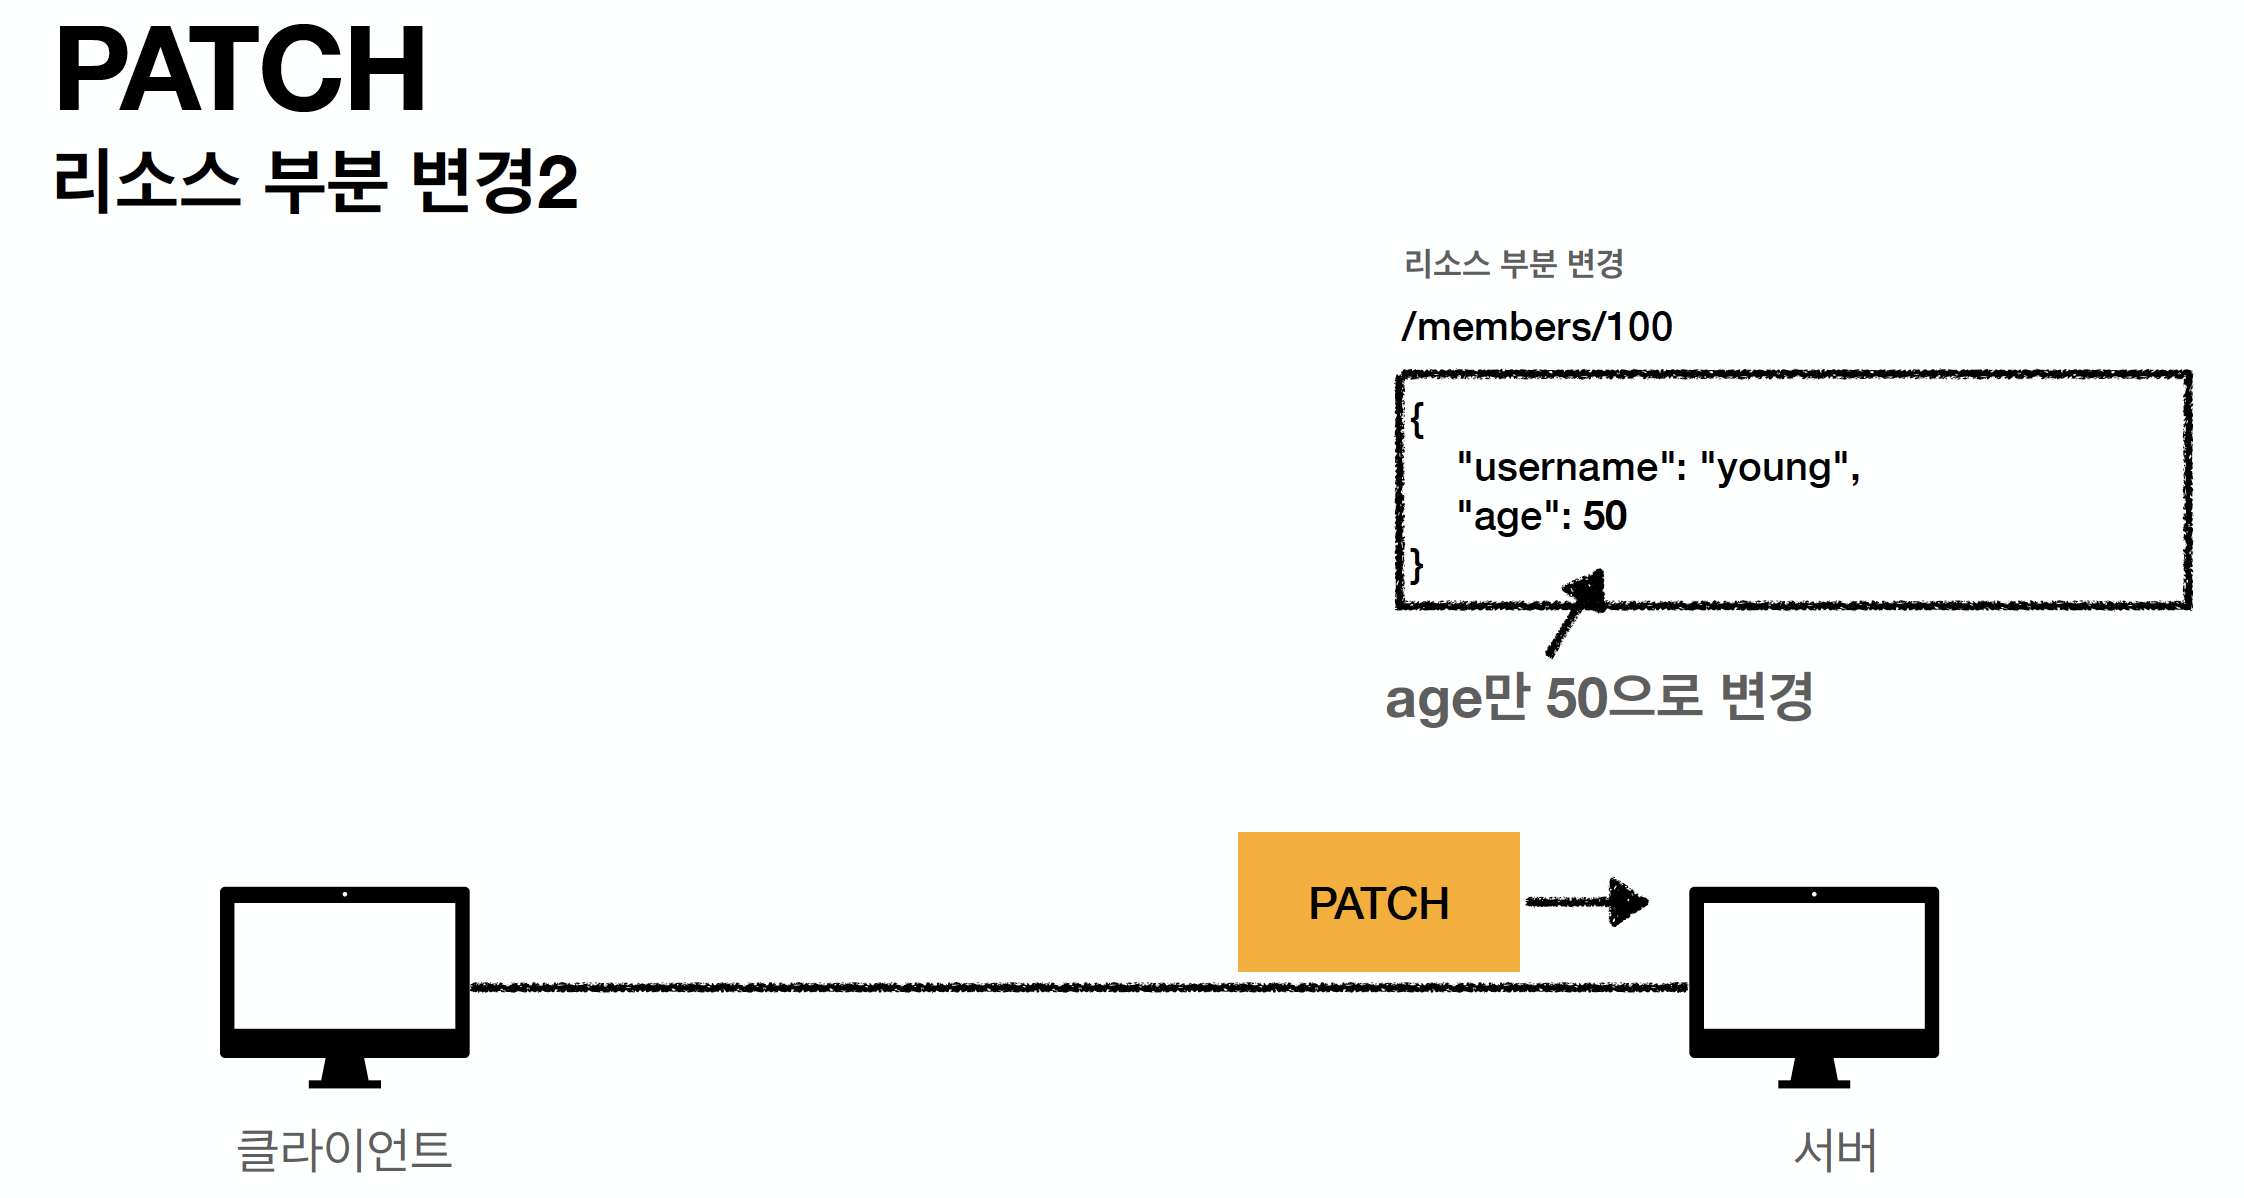 PATCH
리소스 부분 변경2
리소스 부분 변경
/members/100
{
"username": "young",
"age": 50
}
age만 50으로 변경
PATCH
클라이언트
서버